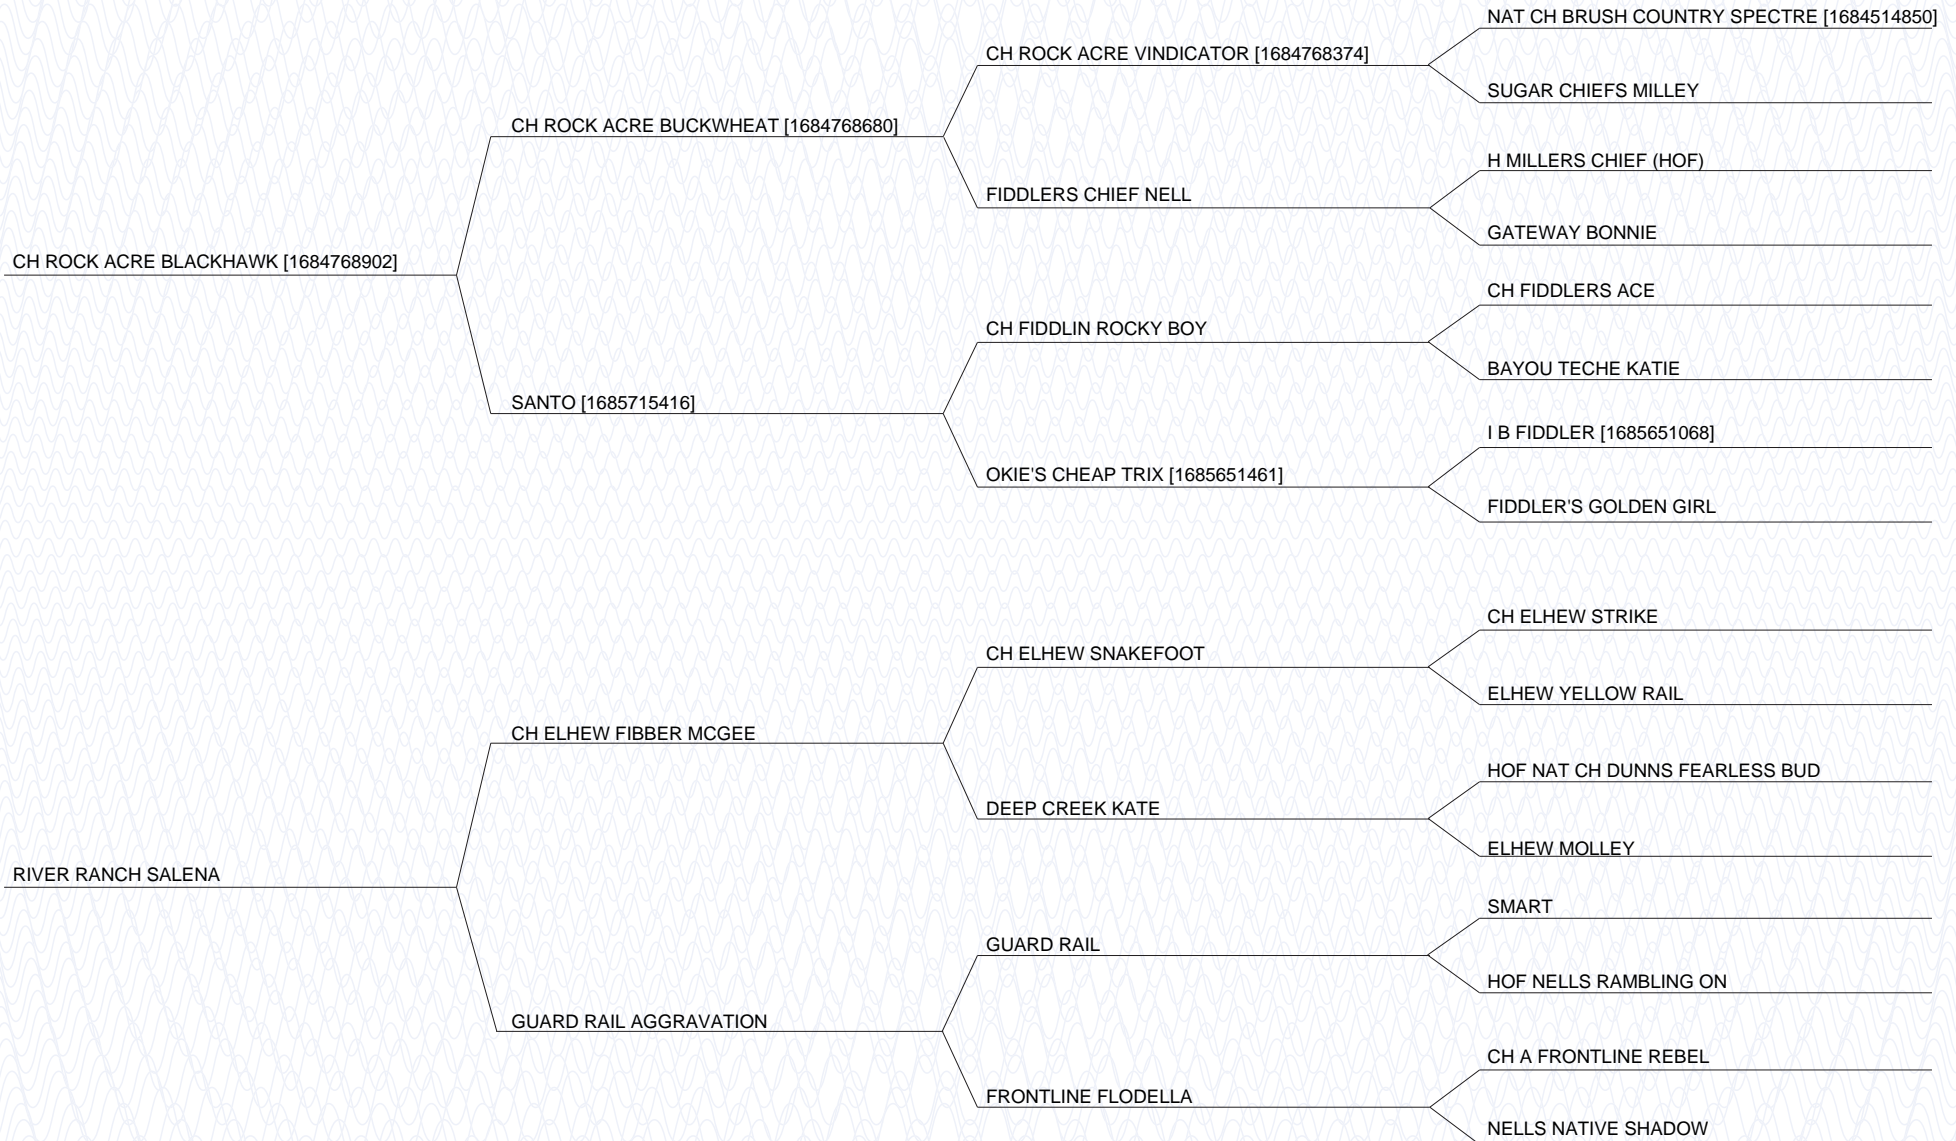 NAT CH BRUSH COUNTRY SPECTRE [1684514850]
CH ROCK ACRE VINDICATOR [1684768374]
SUGAR CHIEFS MILLEY
CH ROCK ACRE BUCKWHEAT [1684768680]
H MILLERS CHIEF (HOF)
FIDDLERS CHIEF NELL
GATEWAY BONNIE
CH ROCK ACRE BLACKHAWK [1684768902]
CH FIDDLERS ACE
CH FIDDLIN ROCKY BOY
BAYOU TECHE KATIE
SANTO [1685715416]
I B FIDDLER [1685651068]
OKIE'S CHEAP TRIX [1685651461]
FIDDLER'S GOLDEN GIRL
CH ELHEW STRIKE
CH ELHEW SNAKEFOOT
ELHEW YELLOW RAIL
CH ELHEW FIBBER MCGEE
HOF NAT CH DUNNS FEARLESS BUD
DEEP CREEK KATE
ELHEW MOLLEY
RIVER RANCH SALENA
SMART
GUARD RAIL
HOF NELLS RAMBLING ON
GUARD RAIL AGGRAVATION
CH A FRONTLINE REBEL
FRONTLINE FLODELLA
NELLS NATIVE SHADOW